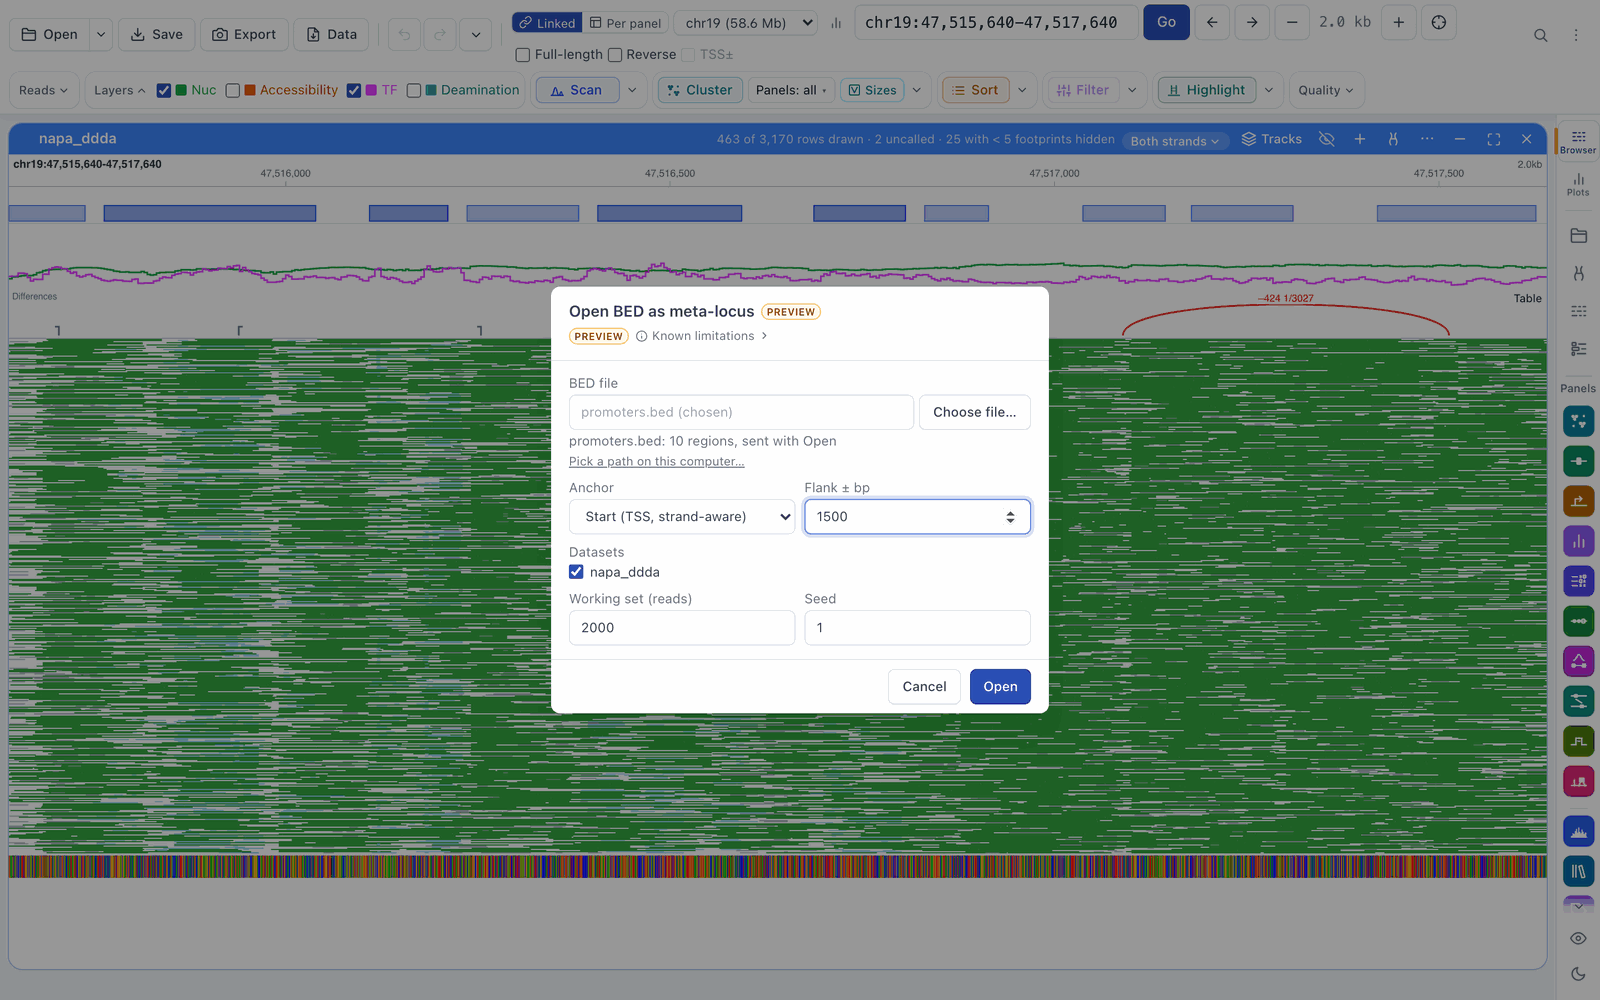 Open
Save
Export
Data
Linked
Per panel
chr19 (58.6 Mb)
chr19:47,515,640–47,517,640
Go
2.0 kb
Full-length
Reverse
TSS±
Reads
Layers
Nuc
Accessibility
TF
Deamination
Scan
Cluster
Panels: all
Sizes
Sort
Filter
Highlight
Quality
napa_ddda
463 of 3,170 rows drawn · 2 uncalled · 25 with < 5 footprints hidden
Both strands
Tracks
chr19:47,515,640-47,517,640
2.0kb
47,516,000
47,516,500
47,517,000
47,517,500
Differences
−424 1/3027
Table
Browser
Plots
Panels
Open BED as meta-locus PREVIEW
PREVIEW Known limitations
BED file
promoters.bed (chosen)
Choose file...
promoters.bed: 10 regions, sent with Open
Pick a path on this computer...
Anchor
Flank ± bp
Start (TSS, strand-aware)
1500
Datasets
napa_ddda
Working set (reads)
Seed
2000
1
Cancel
Open